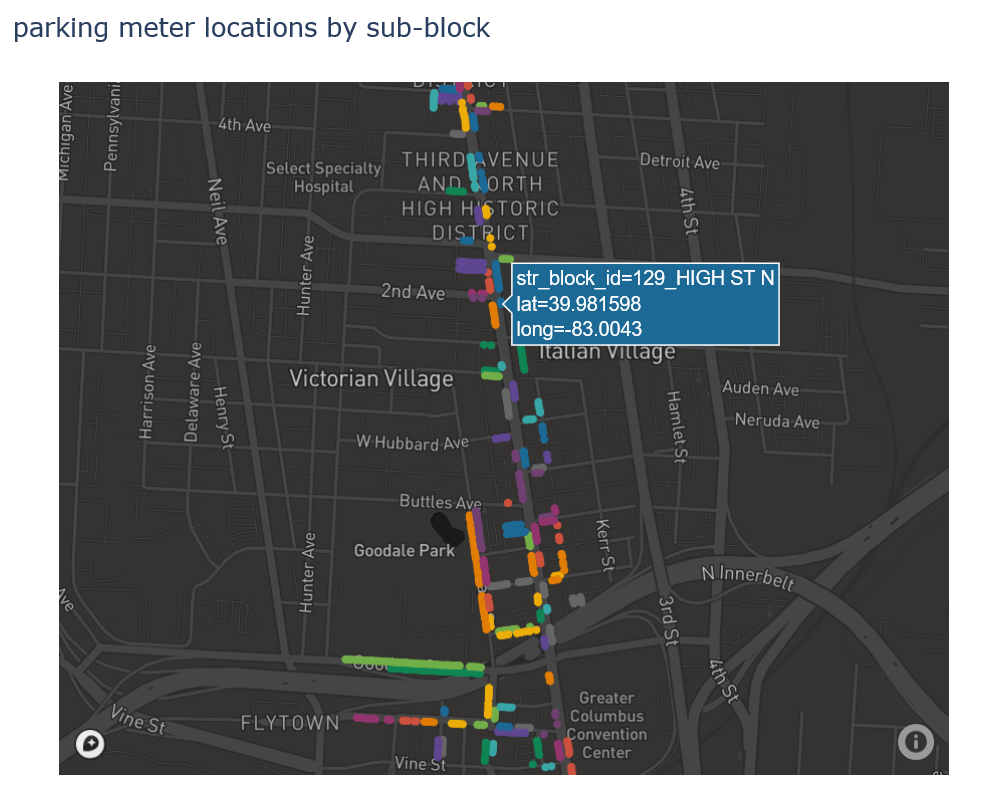 parking meter locations by sub-block
DISTRICT
Michigan Ave
Pennsylvani
4th Ave
Select Specialty
Hospital
THIRD AVENUE
AND NORTH
HIGH HISTORIC
DISTRICT
Detroit Ave
4th St
Neil Ave
Hunter Ave
2nd Ave
str_block_id=129_HIGH ST N
lat=39.981598
long=-83.0043
Italian Village
Victorian Village
Harrison Ave
Delaware Ave
Henry St
Auden Ave
Neruda Ave
Hamlet St
W Hubbard Ave
Buttles Ave
Goodale Park
Hunter Ave
Kerr St
N Innerbelt
Ave
3rd St
4th St
Vine St
FLYTOWN
Greater
Columbus
Convention
Center
Vine St